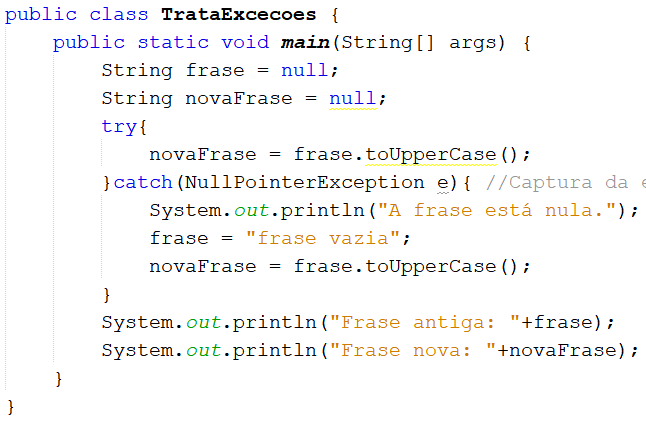 public class TrataExcecoes {
    public static void main(String[] args) {
        String frase = null;
        String novaFrase = null;
        try{
            novaFrase = frase.toUpperCase();
        }catch(NullPointerException e){ //Captura da
            System.out.println("A frase está nula.");
            frase = "frase vazia";
            novaFrase = frase.toUpperCase();
        }
        System.out.println("Frase antiga: "+frase);
        System.out.println("Frase nova: "+novaFrase);
    }
}